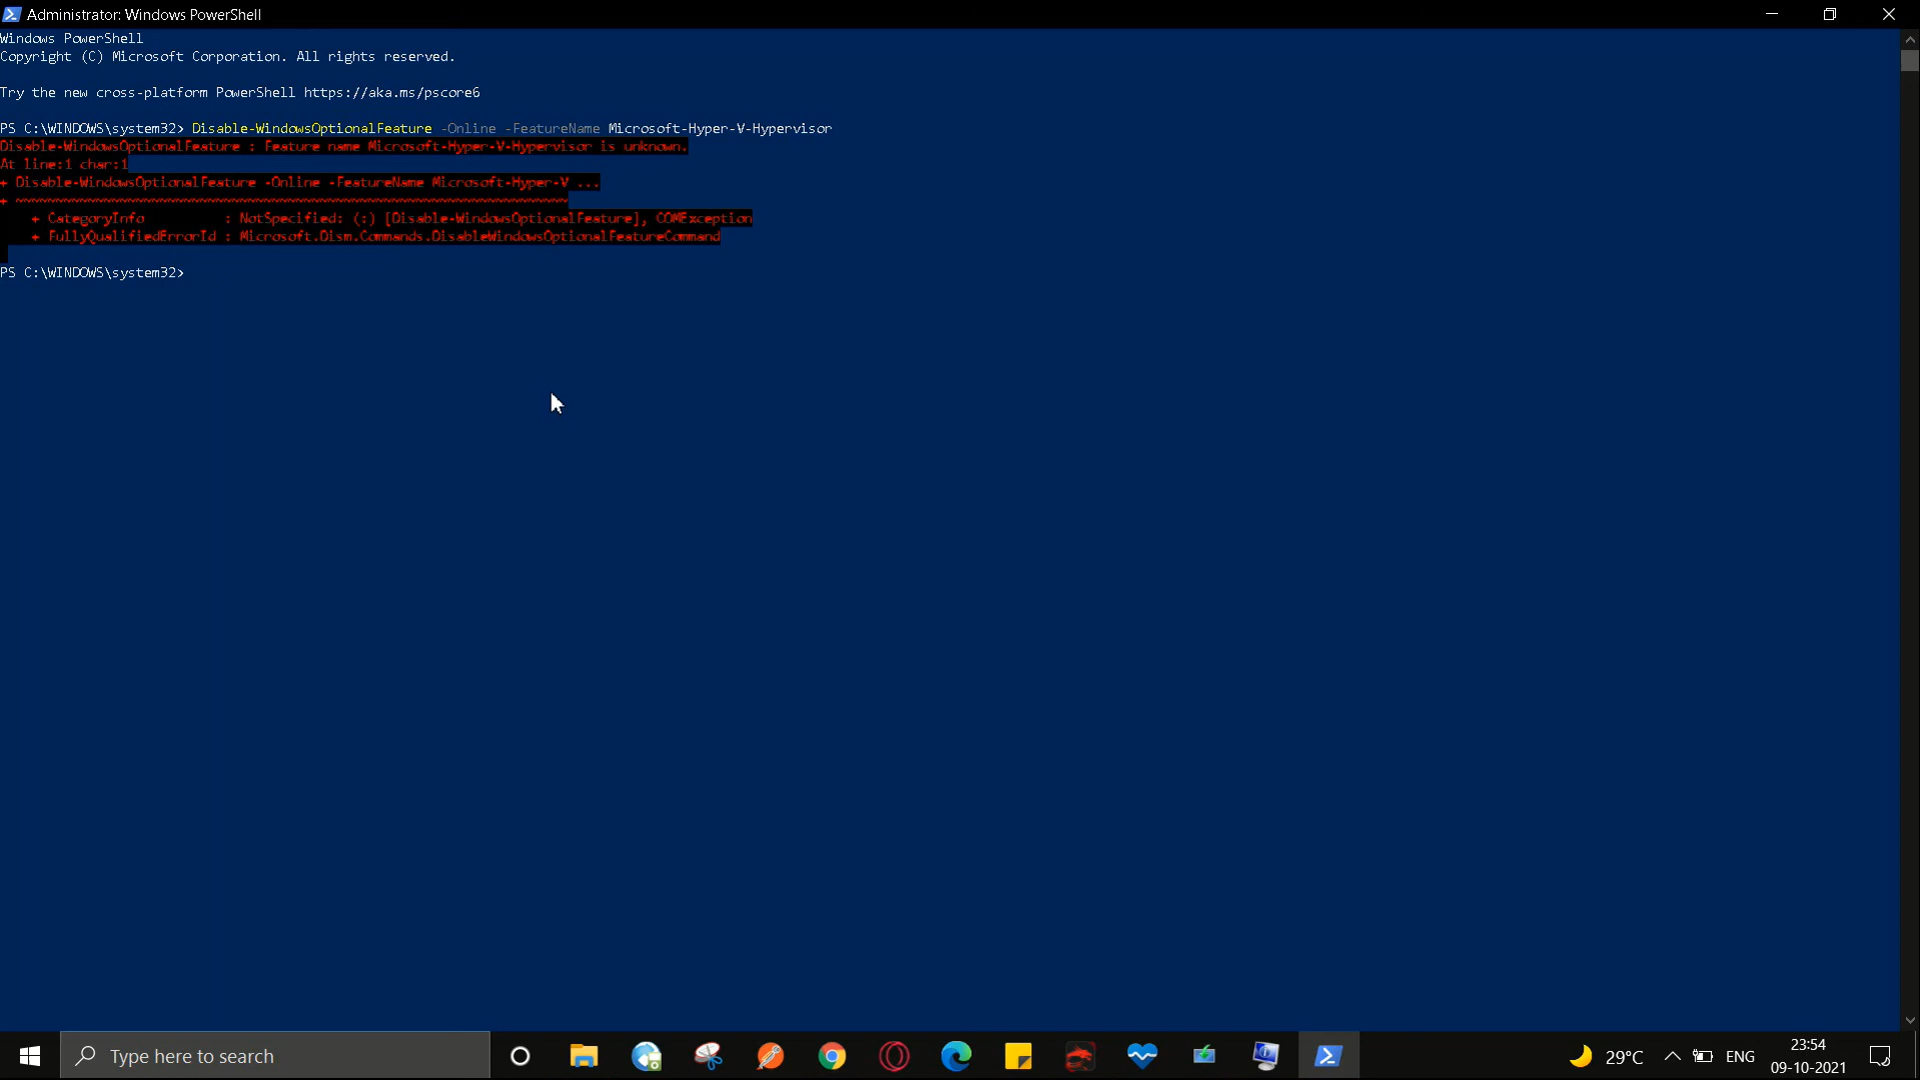 Administrator: Windows PowerShell
Windows PowerShell
Copyright (C) Microsoft Corporation. All rights reserved.
Try the new cross-platform PowerShell https://aka.ms/pscore6
PS C:\WINDOWS\system32> Disable-WindowsOptionalFeature -Online -FeatureName Microsoft-Hyper-V-Hypervisor
Disable-WindowsOptionalFeature : Feature name Microsoft-Hyper-V-Hypervisor is unknown.
At line:1 char:1
+ Disable-WindowsOptionalFeature -Online -FeatureName Microsoft-Hyper-V ...
+ ~~~~~~~~~~~~~~~~~~~~~~~~~~~~~~~~~~~~~~~~~~~~~~~~~~~~~~~~~~~~~~~~~~~~~
+ CategoryInfo : NotSpecified: (:) [Disable-WindowsOptionalFeature], COMException
+ FullyQualifiedErrorId : Microsoft.Dism.Commands.DisableWindowsOptionalFeatureCommand
PS C:\WINDOWS\system32>
Type here to search
29°C
ENG
23:54
09-10-2021